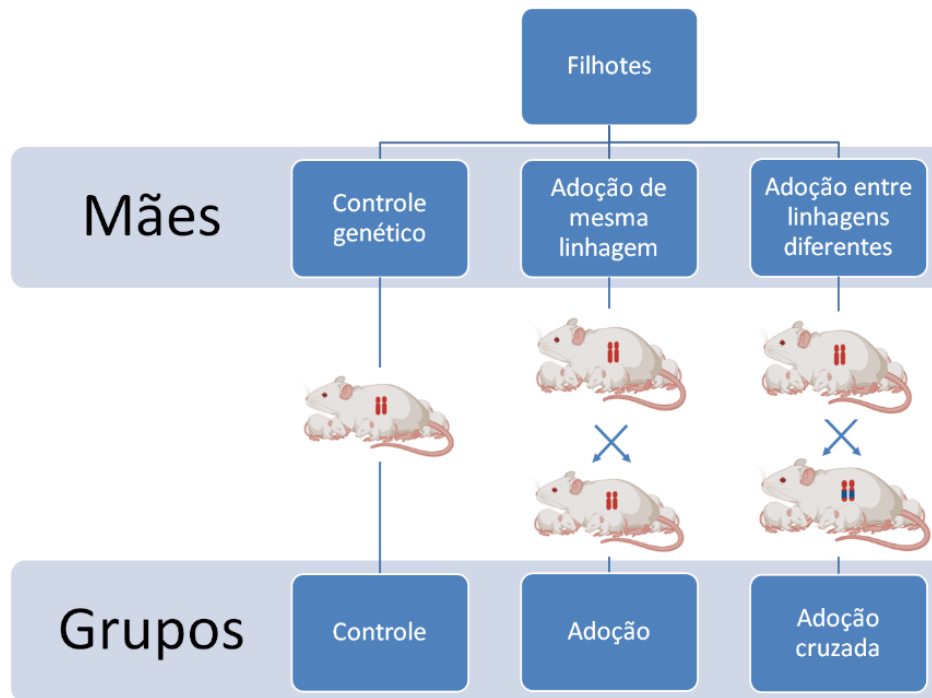 Filhotes
Mães
Controle
genético
Adoção de
mesma
linhagem
Adoção entre
linhagens
diferentes
Grupos
Controle
Adoção
Adoção
cruzada